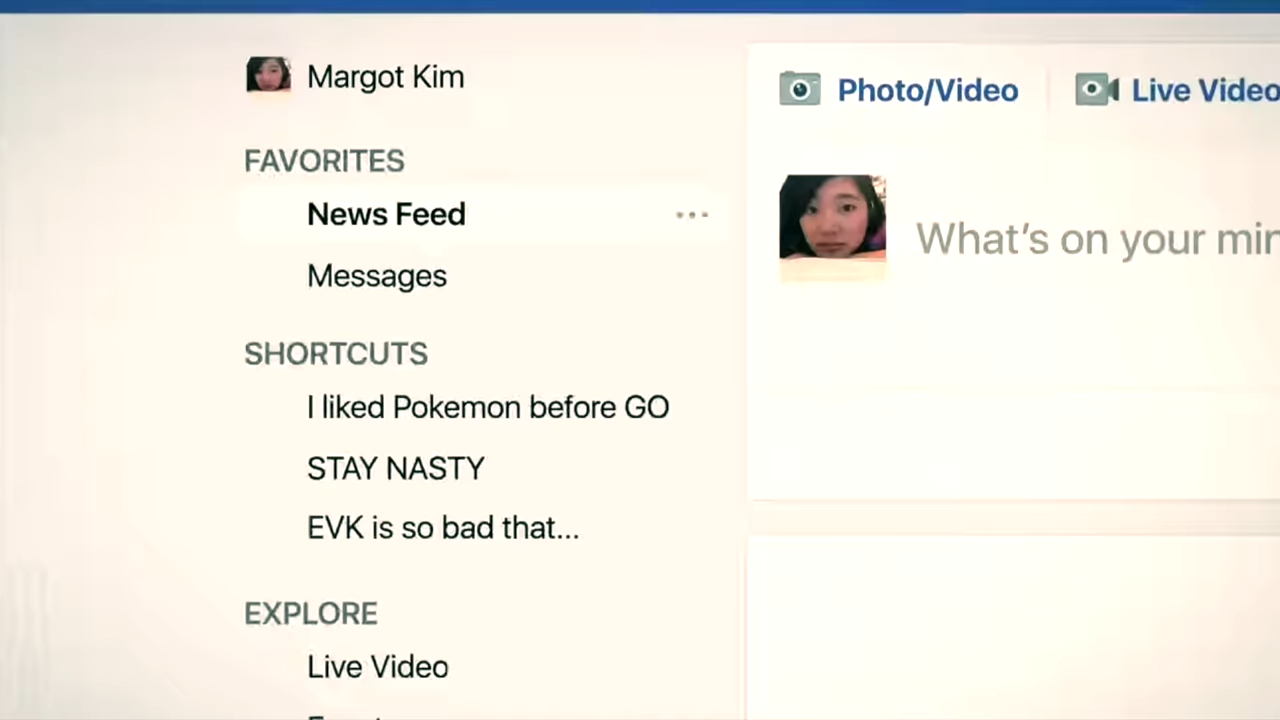 Margot Kim
Photo/Video
Live Video
FAVORITES
News Feed
What's on your
Messages
SHORTCUTS
I liked Pokemon before GO
STAY NASTY
EVK is so bad that...
EXPLORE
Live Video